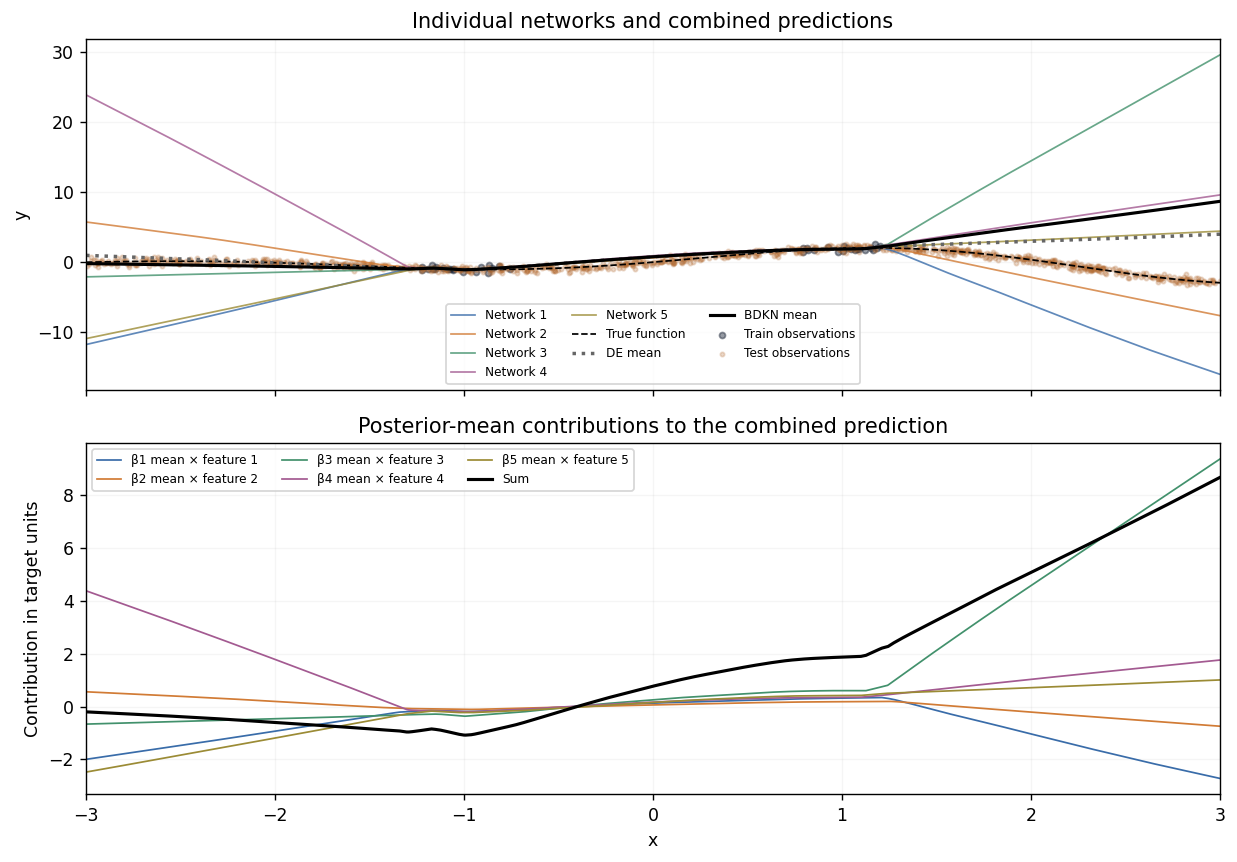 Individual networks and combined predictions
30
20
10
0
−10
y
Network 1
Network 2
Network 3
Network 4
Network 5
True function
DE mean
BDKN mean
Train observations
Test observations
Posterior-mean contributions to the combined prediction
β1 mean × feature 1
β2 mean × feature 2
β3 mean × feature 3
β4 mean × feature 4
β5 mean × feature 5
Sum
8
6
4
2
0
−2
Contribution in target units
−3
−2
−1
0
1
2
3
x